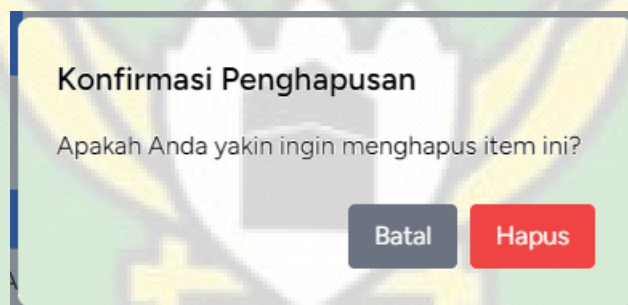 Konfirmasi Penghapusan
Apakah Anda yakin ingin menghapus item ini?
Batal Hapus